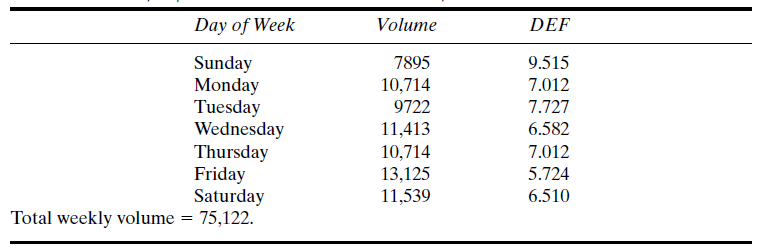 Day of Week Volume DEF
Sunday 7895 9.515
Monday 10,714 7.012
Tuesday 9722 7.727
Wednesday 11,413 6.582
Thursday 10,714 7.012
Friday 13,125 5.724
Saturday 11,539 6.510
Total weekly volume = 75,122.